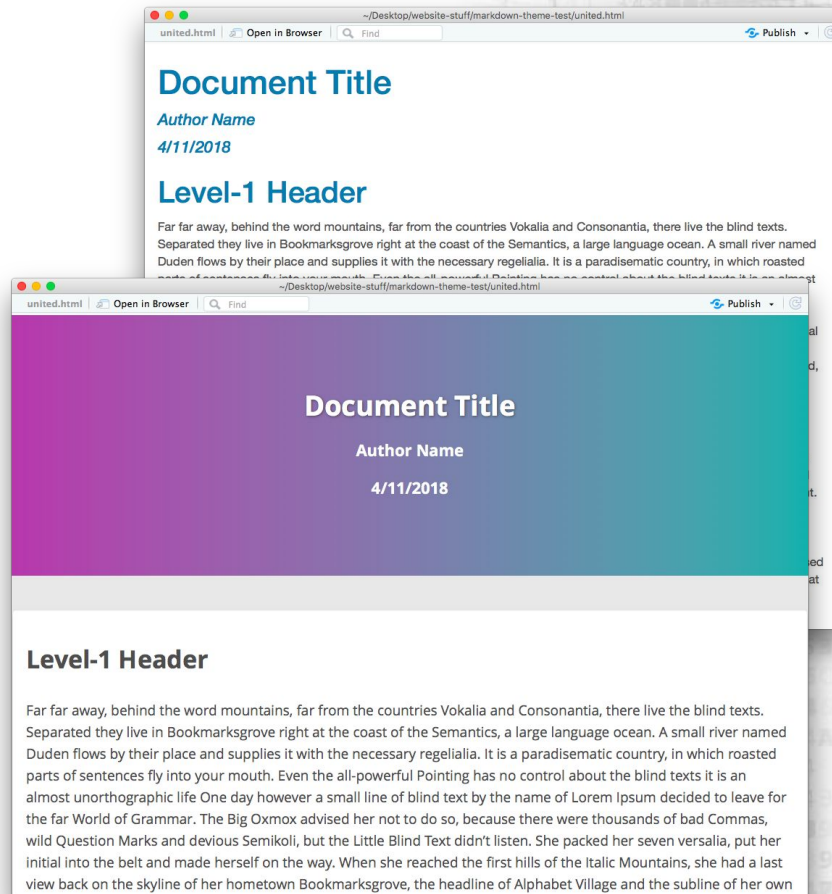 ~/Desktop/website-stuff/markdown-theme-test/united.html
united.html Open in Browser Find Publish
Document Title
Author Name
4/11/2018
Level-1 Header
Far far away, behind the word mountains, far from the countries Vokalia and Consonantia, there live the blind texts.
Separated they live in Bookmarksgrove right at the coast of the Semantics, a large language ocean. A small river named
Duden flows by their place and supplies it with the necessary regelialia. It is a paradisematic country, in which roasted
~/Desktop/website-stuff/markdown-theme-test/united.html
united.html Open in Browser Find Publish
Document Title
Author Name
4/11/2018
Level-1 Header
Far far away, behind the word mountains, far from the countries Vokalia and Consonantia, there live the blind texts.
Separated they live in Bookmarksgrove right at the coast of the Semantics, a large language ocean. A small river named
Duden flows by their place and supplies it with the necessary regelialia. It is a paradisematic country, in which roasted
parts of sentences fly into your mouth. Even the all-powerful Pointing has no control about the blind texts it is an
almost unorthographic life One day however a small line of blind text by the name of Lorem Ipsum decided to leave for
the far World of Grammar. The Big Oxmox advised her not to do so, because there were thousands of bad Commas,
wild Question Marks and devious Semikoli, but the Little Blind Text didn't listen. She packed her seven versalia, put her
initial into the belt and made herself on the way. When she reached the first hills of the Italic Mountains, she had a last
view back on the skyline of her hometown Bookmarksgrove, the headline of Alphabet Village and the subline of her own